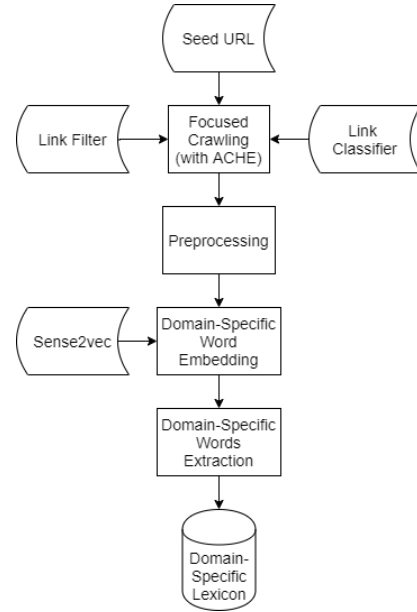 Seed URL
Link Filter
Focused
Crawling
(with ACHE)
Link
Classifier
Preprocessing
Sense2vec
Domain-Specific
Word
Embedding
Domain-Specific
Words
Extraction
Domain-
Specific
Lexicon